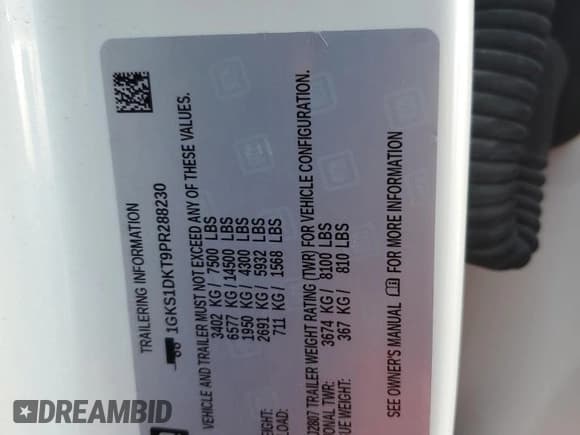 TRAILERING INFORMATION
1GKS1DKT9PR288230
VEHICLE AND TRAILER MUST NOT EXCEED ANY OF THESE VALUES.
3402 KG/ 7500 LBS
6577 KG/ 14500 LBS
1950 KG/ 4300 LBS
2691 KG/ 5932 LBS
LOAD: 711 KG/ 1568 LBS
J2807 TRAILER WEIGHT RATING (TWR) FOR VEHICLE CONFIGURATION.
ONAL TWR: 3674 KG/ 8100 LBS
UE WEIGHT: 367 KG/ 810 LBS
SEE OWNER'S MANUAL FOR MORE INFORMATION
DREAMBID